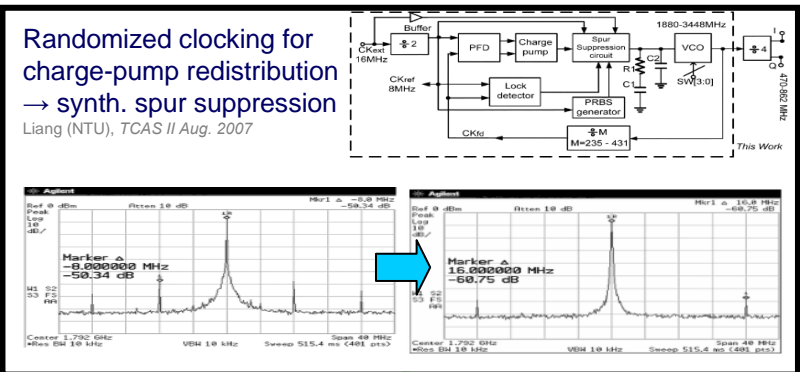 Randomized clocking for
charge-pump redistribution
→ synth. spur suppression
Liang (NTU), TCAS II Aug. 2007
Buffer
CKext
16MHz
÷ 2
PFD
Charge
pump
Spur
Suppression
circuit
R1
C1
C2
1880-3448MHz
VCO
SW[3:0]
÷ 4
I
Q
470-862 MHz
CKref
8MHz
Lock
detector
PRBS
generator
CKfd
÷M
M=235 - 431
This Work
Agilent
Mkr1 Δ -8.0 MHz
Ref 0 dBm Atten 10 dB -50.34 dB
Peak
Log
10
dB/
1R
Marker Δ
-8.000000 MHz
-50.34 dB
W1 S2
S3 FS
AA
Center 1.792 GHz Span 40 MHz
*Res BW 10 kHz VBW 10 kHz Sweep 515.4 ms (401 pts)
Agilent
Mkr1 Δ 16.0 MHz
Ref 0 dBm Atten 10 dB -60.75 dB
Peak
Log
10
dB/
1R
Marker Δ
16.000000 MHz
-60.75 dB
W1 S2
S3 FS
AA
Center 1.792 GHz Span 40 MHz
*Res BW 10 kHz VBW 10 kHz Sweep 515.4 ms (401 pts)